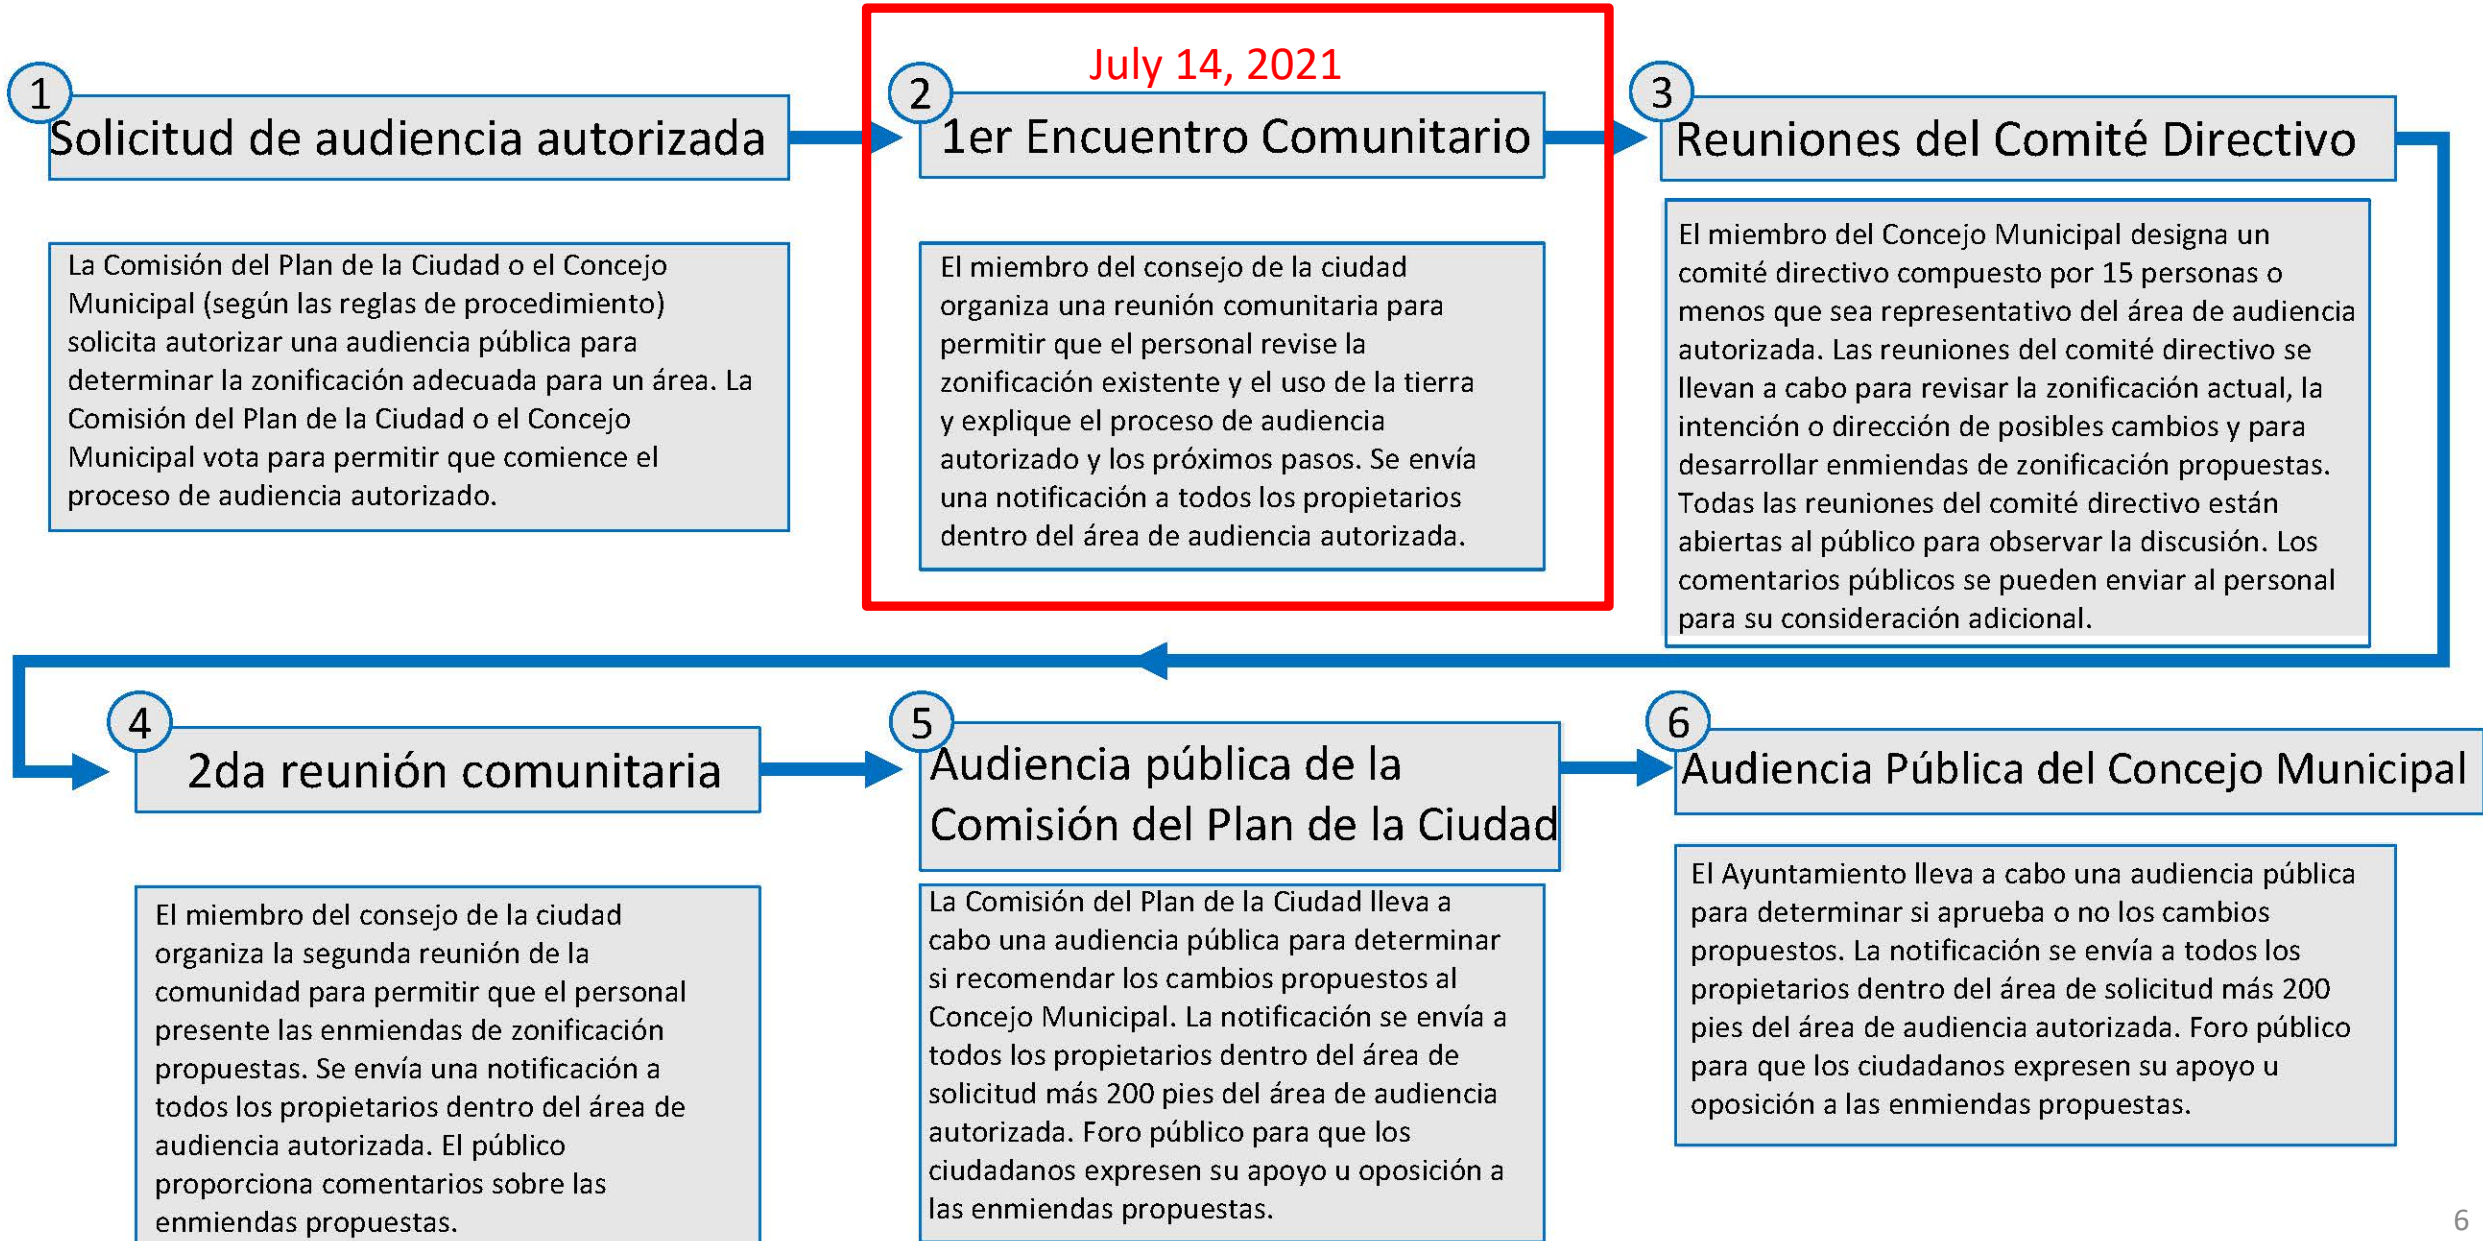 1
Solicitud de audiencia autorizada
La Comisión del Plan de la Ciudad o el Concejo
Municipal (según las reglas de procedimiento)
solicita autorizar una audiencia pública para
determinar la zonificación adecuada para un área. La
Comisión del Plan de la Ciudad o el Concejo
Municipal vota para permitir que comience el
proceso de audiencia autorizado.
July 14, 2021
2
1er Encuentro Comunitario
El miembro del consejo de la ciudad
organiza una reunión comunitaria para
permitir que el personal revise la
zonificación existente y el uso de la tierra
y explique el proceso de audiencia
autorizado y los próximos pasos. Se envía
una notificación a todos los propietarios
dentro del área de audiencia autorizada.
3
Reuniones del Comité Directivo
El miembro del Concejo Municipal designa un
comité directivo compuesto por 15 personas o
menos que sea representativo del área de audiencia
autorizada. Las reuniones del comité directivo se
llevan a cabo para revisar la zonificación actual, la
intención o dirección de posibles cambios y para
desarrollar enmiendas de zonificación propuestas.
Todas las reuniones del comité directivo están
abiertas al público para observar la discusión. Los
comentarios públicos se pueden enviar al personal
para su consideración adicional.
4
2da reunión comunitaria
El miembro del consejo de la ciudad
organiza la segunda reunión de la
comunidad para permitir que el personal
presente las enmiendas de zonificación
propuestas. Se envía una notificación a
todos los propietarios dentro del área de
audiencia autorizada. El público
proporciona comentarios sobre las
enmiendas propuestas.
5
Audiencia pública de la
Comisión del Plan de la Ciudad
La Comisión del Plan de la Ciudad lleva a
cabo una audiencia pública para determinar
si recomendar los cambios propuestos al
Concejo Municipal. La notificación se envía a
todos los propietarios dentro del área de
solicitud más 200 pies del área de audiencia
autorizada. Foro público para que los
ciudadanos expresen su apoyo u oposición a
las enmiendas propuestas.
6
Audiencia Pública del Concejo Municipal
El Ayuntamiento lleva a cabo una audiencia pública
para determinar si aprueba o no los cambios
propuestos. La notificación se envía a todos los
propietarios dentro del área de solicitud más 200
pies del área de audiencia autorizada. Foro público
para que los ciudadanos expresen su apoyo u
oposición a las enmiendas propuestas.
6